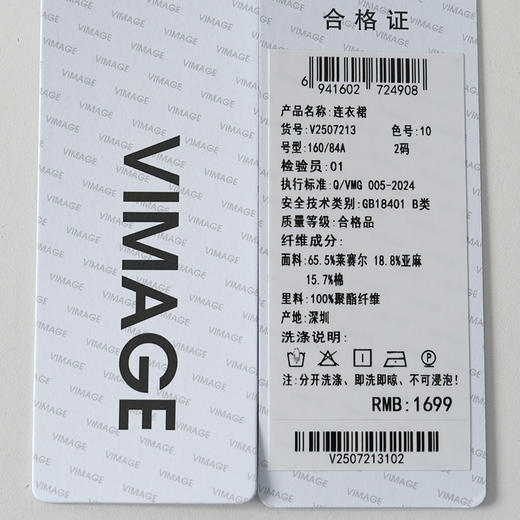 VIMAGE
合格证
6 941602 724908
产品名称:连衣裙
货号:V2507213 色号:10
号型:160/84A 2码
检验员:01
执行标准:Q/VMG 005-2024
安全技术类别:GB18401 B类
质量等级:合格品
纤维成分:
面料:65.5%莱赛尔 18.8%亚麻
15.7%棉
里料:100%聚酯纤维
产地:深圳
洗涤说明:
注:分开洗涤、即洗即晾、不可浸泡!
RMB:1699
V2507213102